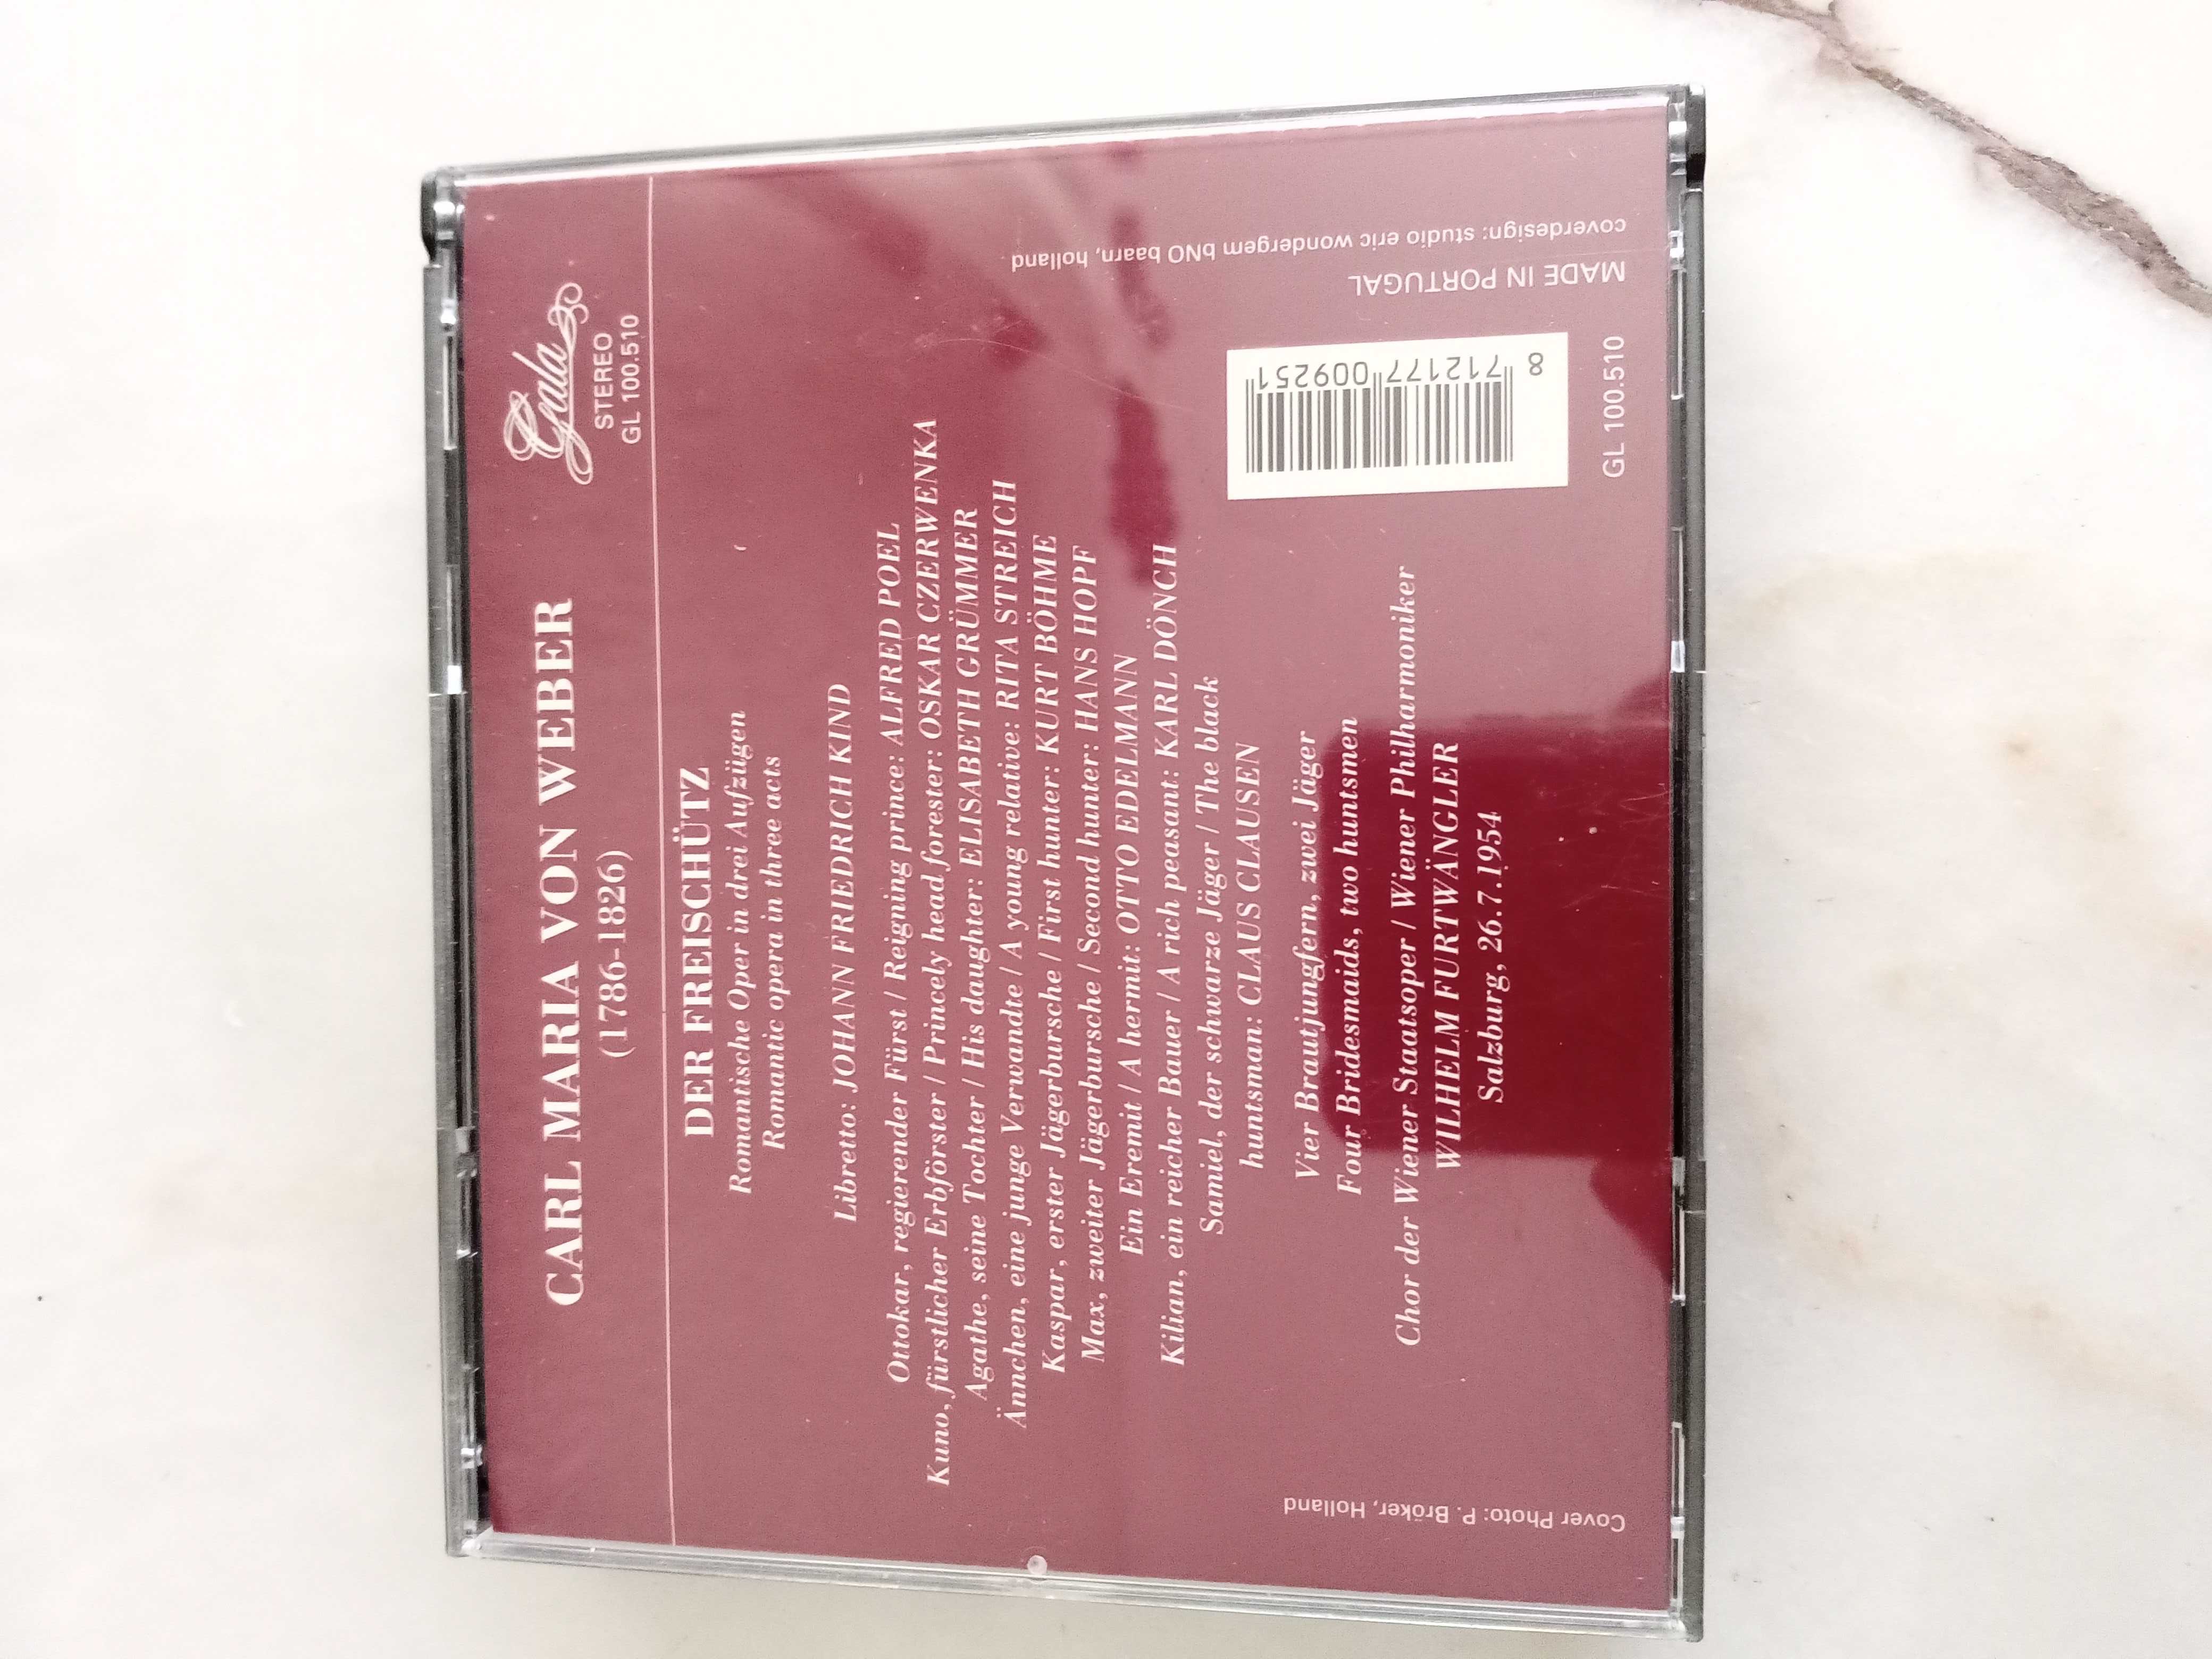 CARL MARIA VON WEBER
(1786-1826)
Gala
STEREO
GL 100.510
DER FREISCHÜTZ
Romantische Oper in drei Aufzügen
Romantic opera in three acts
Libretto: JOHANN FRIEDRICH KIND
Ottokar, regierender Fürst / Reigning prince: ALFRED POEL
Kuno, fürstlicher Erbförster / Princely head forester: OSKAR CZERWENKA
Agathe, seine Tochter / His daughter: ELISABETH GRÜMMER
Ännchen, eine junge Verwandte / A young relative: RITA STREICH
Kaspar, erster Jägerbursche / First hunter: KURT BÖHME
Max, zweiter Jägerbursche / Second hunter: HANS HOPF
Ein Eremit / A hermit: OTTO EDELMANN
Kilian, ein reicher Bauer / A rich peasant: KARL DÖNCH
Samiel, der schwarze Jäger / The black
huntsman: CLAUS CLAUSEN
Vier Brautjungfern, zwei Jäger
Four Bridesmaids, two huntsmen
Chor der Wiener Staatsoper / Wiener Philharmoniker
WILHELM FURTWÄNGLER
Salzburg, 26.7.1954
Cover Photo: P. Bröker, Holland
8 712177 009251
GL 100.510
MADE IN PORTUGAL
coverdesign: studio eric wondergem bNO baarn, holland